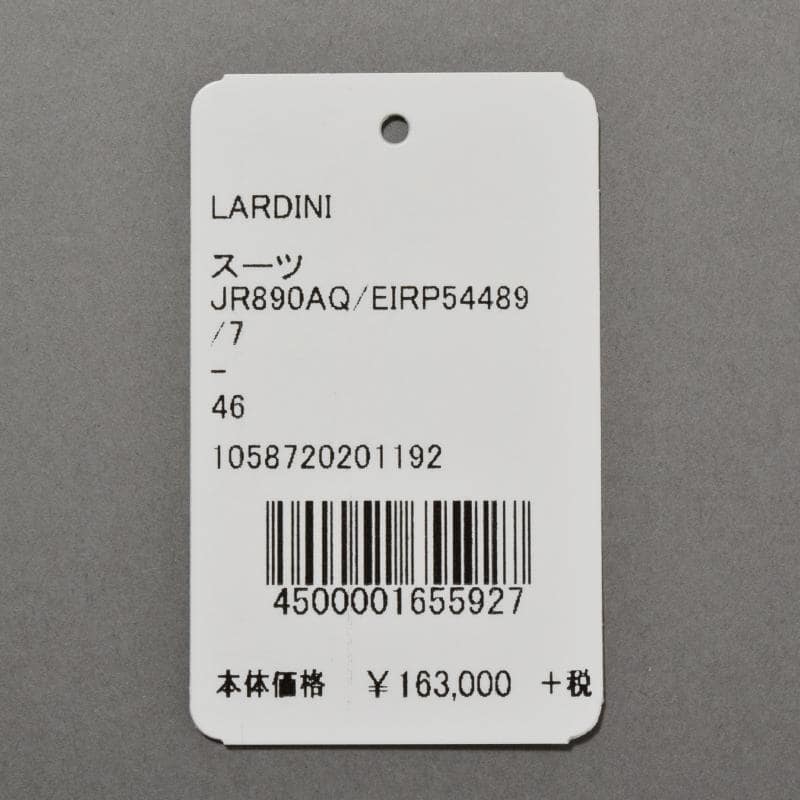 LARDINI
スーツ
JR890AQ/EIRP54489
/7
-
46
1058720201192
4500001655927
本体価格 ¥163,000 +税